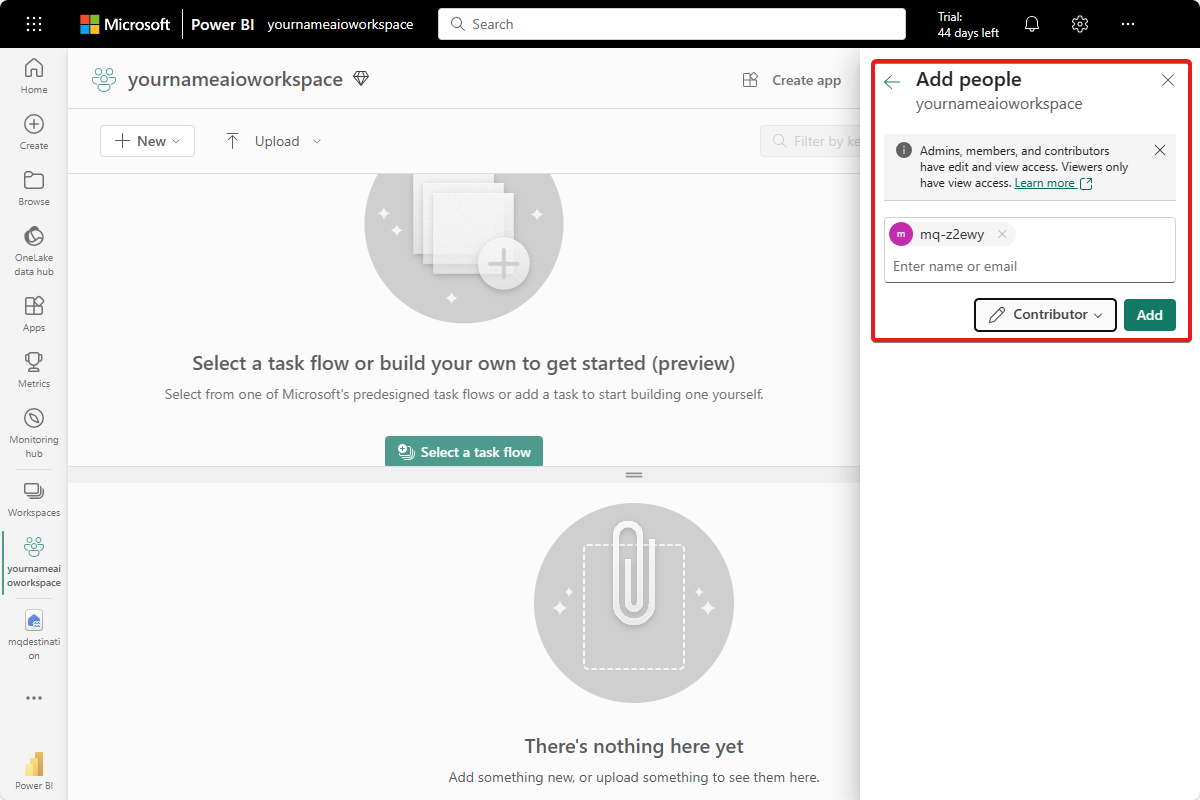 Microsoft
Power BI
yournameaioworkspace
Search
Trial:
44 days left
Home
Create
Browse
OneLake
data hub
Apps
Metrics
Monitoring
hub
Workspaces
yournameai
oworkspace
mqdestinati
on
Power BI
yournameaioworkspace
Create app
New
Upload
Filter by ke
Select a task flow or build your own to get started (preview)
Select from one of Microsoft's predesigned task flows or add a task to start building one yourself.
Select a task flow
There's nothing here yet
Add something new, or upload something to see them here.
Add people
yournameaioworkspace
Admins, members, and contributors
have edit and view access. Viewers only
have view access. Learn more
m mq-z2ewy
Enter name or email
Contributor
Add